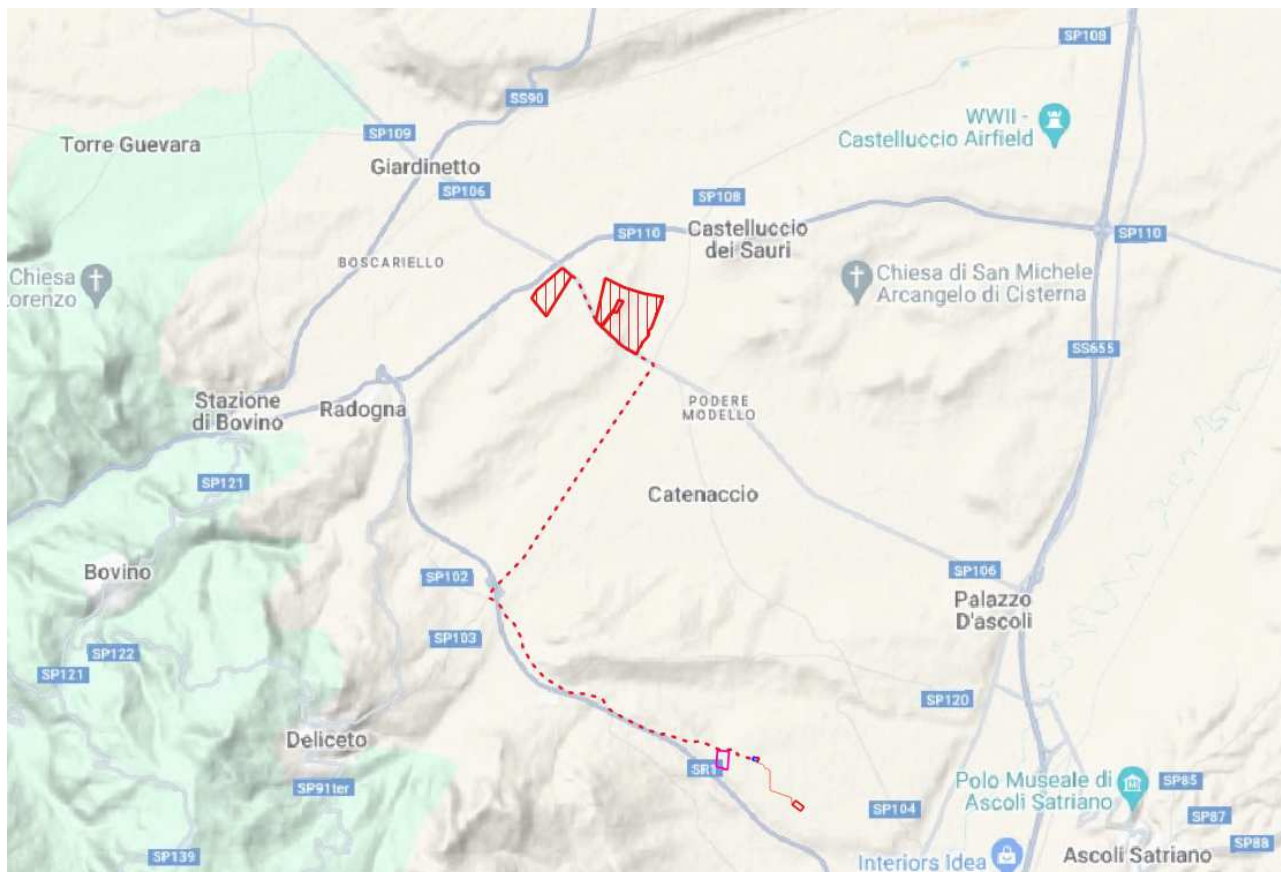 SP108
SS90
WWII -
Castelluccio Airfield
SP109
Torre Guevara
Giardinetto
SP106
SP108
Castelluccio
dei Sauri
SP110
SP110
BOSCARIELLO
Chiesa
Lorenzo
Chiesa di San Michele
Arcangelo di Cisterna
SS655
Stazione
di Bovino
Radogna
PODERE
MODELLO
SP121
Catenaccio
Bovino
SP102
SP106
Palazzo
D'ascoli
SP103
SP122
SP121
SP120
Deliceto
SR1
SP91ter
Polo Museale di
Ascoli Satriano
SP85
SP104
SP87
SP88
SP139
Interiors Idea
Ascoli Satriano